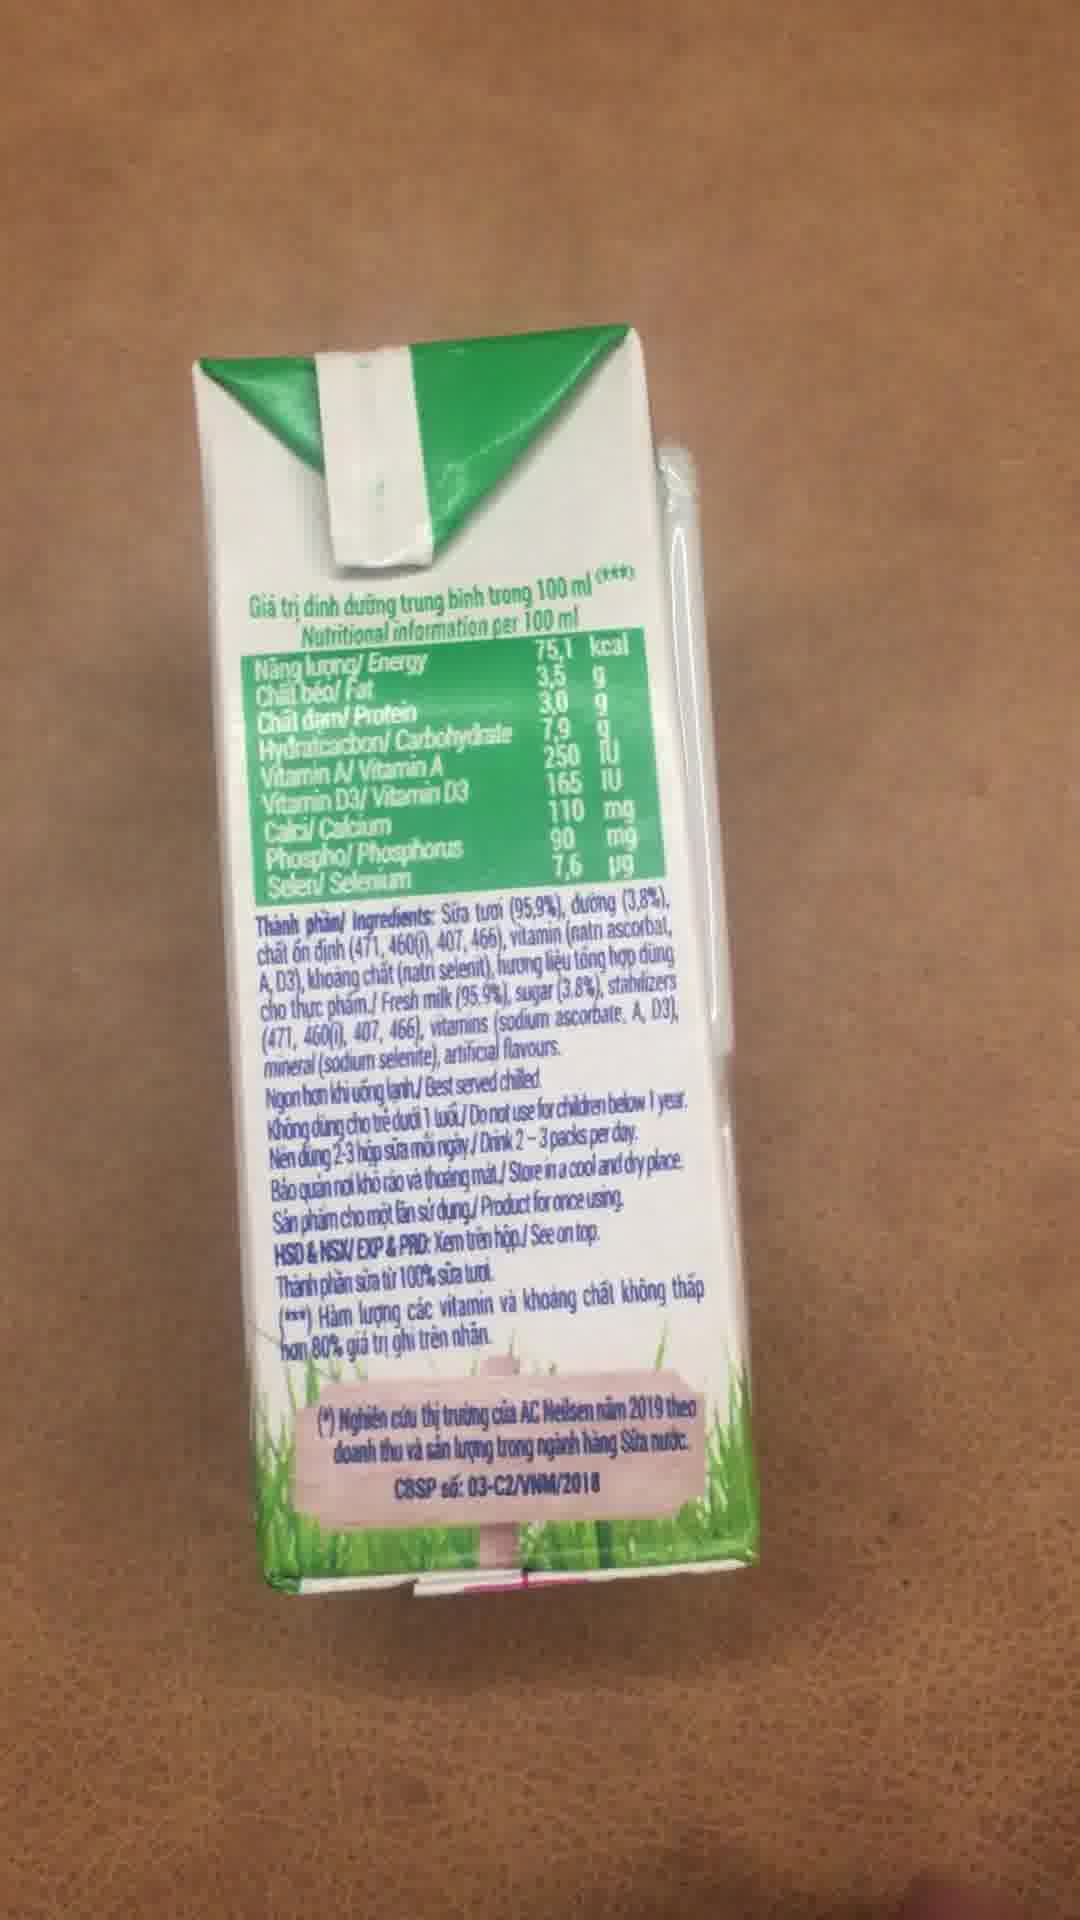 Giá trị dinh dưỡng trung bình trong 100 ml (***)
Nutritional information per 100 ml
Năng lượng/ Energy 75,1 kcal
Chất béo/ Fat 3,5 g
Chất đạm/ Protein 3,0 g
Hydratcacbon/ Carbohydrate 7,9 g
Vitamin A/ Vitamin A 250 IU
Vitamin D3/ Vitamin D3 165 IU
Calci/ Calcium 110 mg
Phospho/ Phosphorus 90 mg
Selen/ Selenium 7,6 µg
Thành phần/ Ingredients: Sữa tươi (95,9%), đường (3,8%),
chất ổn định (471, 460(i), 407, 466), vitamin (natri ascorbat,
A, D3), khoáng chất (natri selenit), hương liệu tổng hợp dùng
cho thực phẩm./ Fresh milk (95.9%), sugar (3.8%), stabilizers
(471, 460(i), 407, 466), vitamins (sodium ascorbate, A, D3),
mineral (sodium selenite), artificial flavours.
Ngon hơn khi uống lạnh./ Best served chilled.
Không dùng cho trẻ dưới 1 tuổi./ Do not use for children below 1 year.
Nên dùng 2-3 hộp sữa mỗi ngày./ Drink 2 – 3 packs per day.
Bảo quản nơi khô ráo và thoáng mát./ Store in a cool and dry place.
Sản phẩm cho một lần sử dụng./ Product for once using.
HSD & NSX/ EXP & PRD: Xem trên hộp./ See on top.
Thành phần sữa từ 100% sữa tươi.
(***) Hàm lượng các vitamin và khoáng chất không thấp
hơn 80% giá trị ghi trên nhãn.
(*) Nghiên cứu thị trường của AC Neilsen năm 2019 theo
doanh thu và sản lượng trong ngành hàng Sữa nước.
CBSP số: 03-C2/VNM/2018